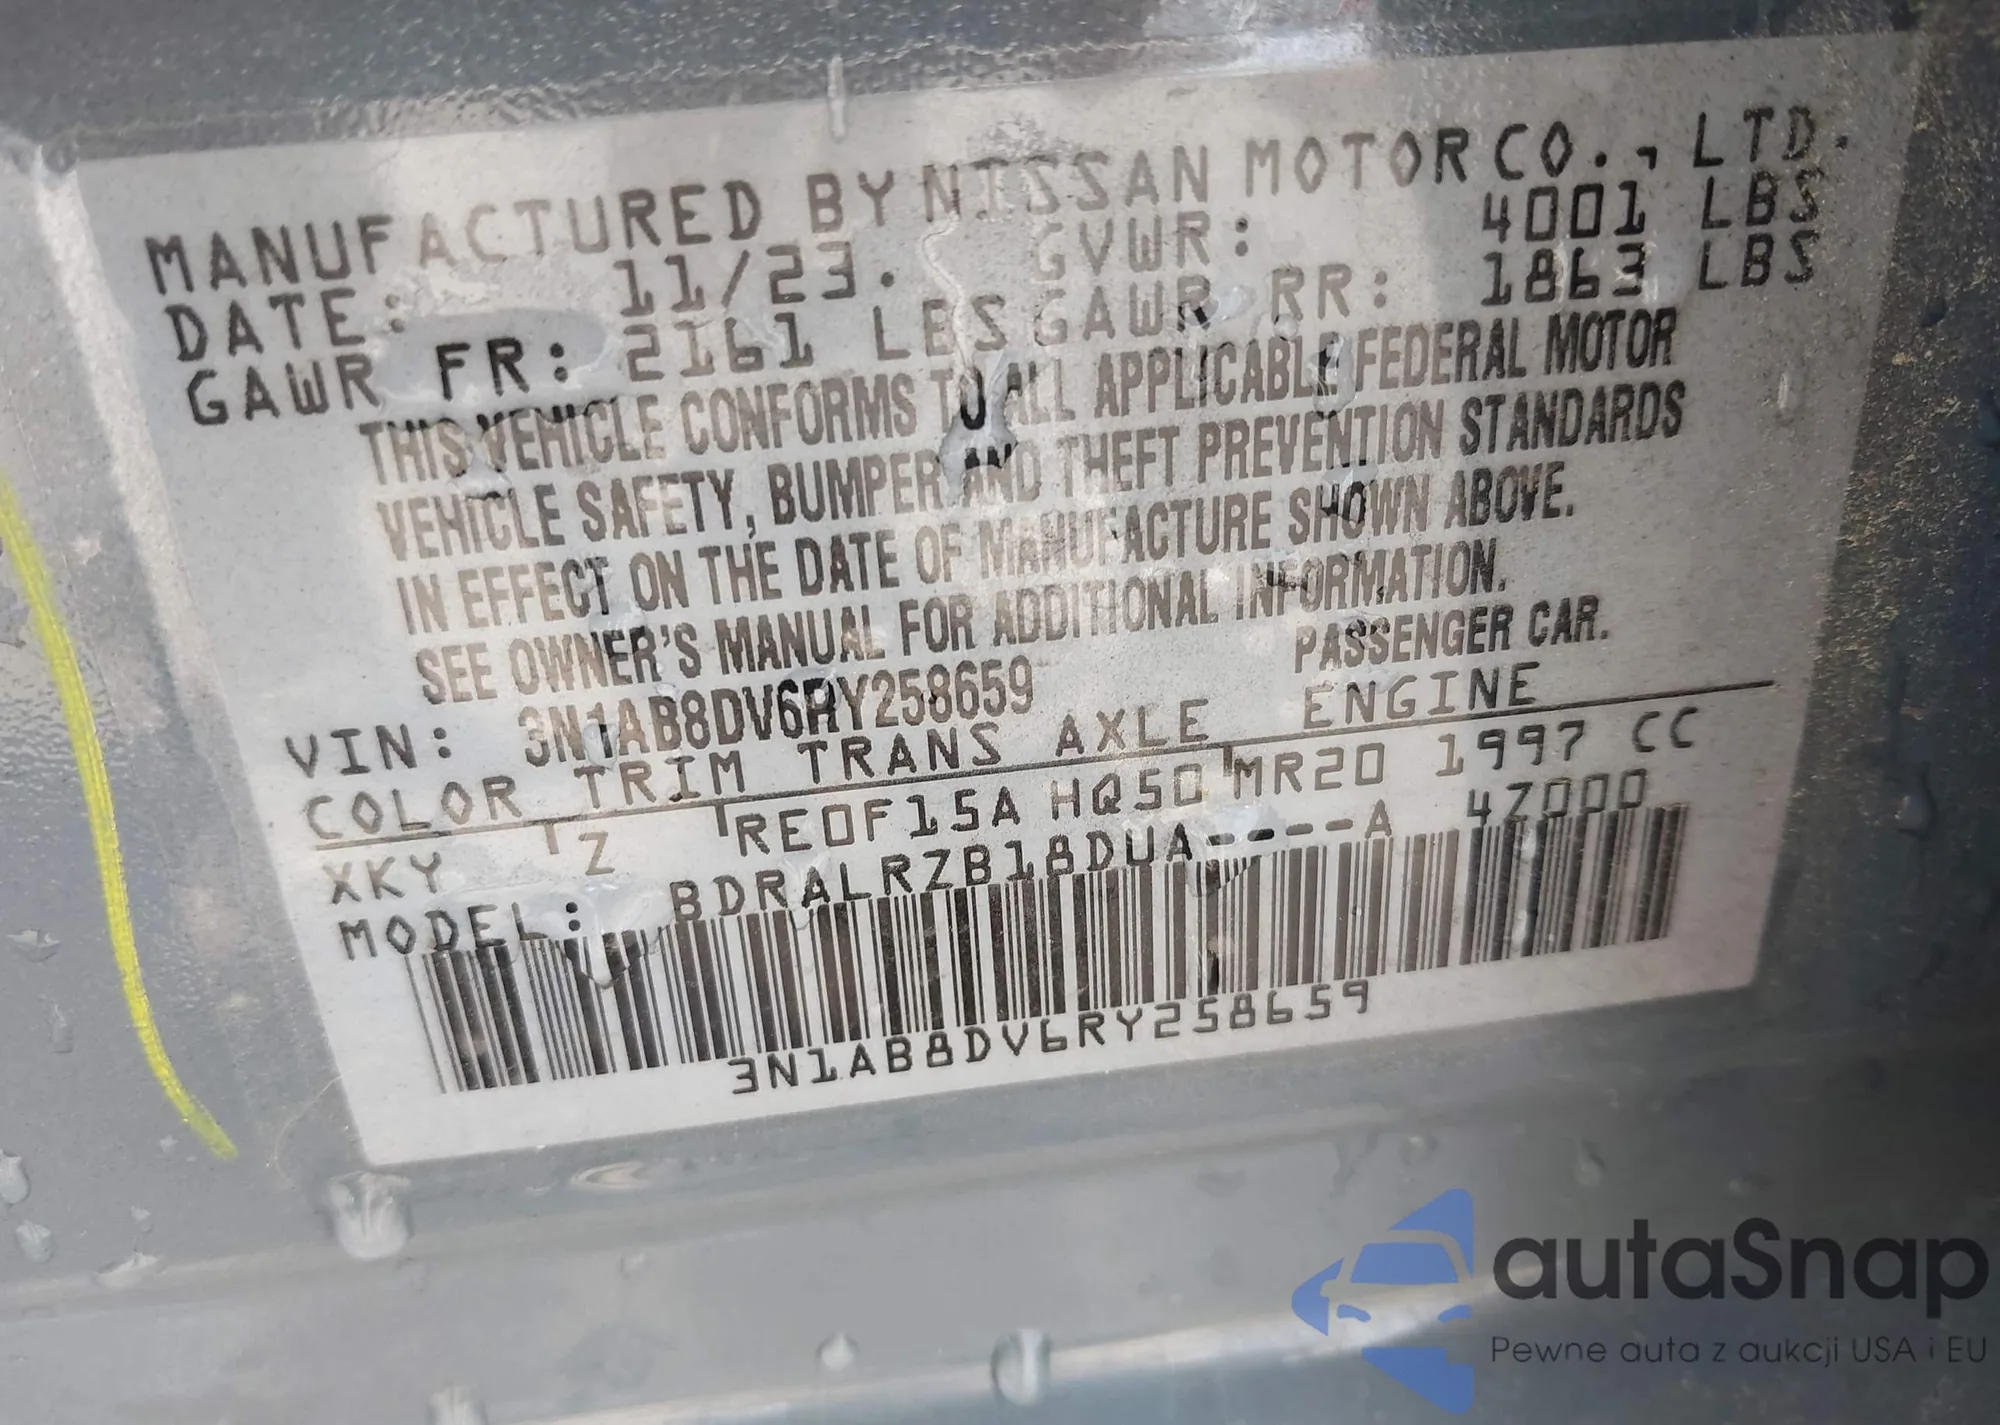 MANUFACTURED BY NISSAN MOTOR CO., LTD.
DATE: 11/23. GVWR: 4001 LBS
GAWR FR: 2161 LBS GAWR RR: 1863 LBS
THIS VEHICLE CONFORMS TO ALL APPLICABLE FEDERAL MOTOR
VEHICLE SAFETY, BUMPER AND THEFT PREVENTION STANDARDS
IN EFFECT ON THE DATE OF MANUFACTURE SHOWN ABOVE.
SEE OWNER'S MANUAL FOR ADDITIONAL INFORMATION.
VIN: 3N1AB8DV6RY258659 PASSENGER CAR.
COLOR TRIM TRANS AXLE ENGINE
XKY Z RE0F15A HQ50 MR20 1997 CC
MODEL: BDRALRZB18DUA----A 4Z000
3N1AB8DV6RY258659
autaSnap
Pewne auta z aukcji USA i EU